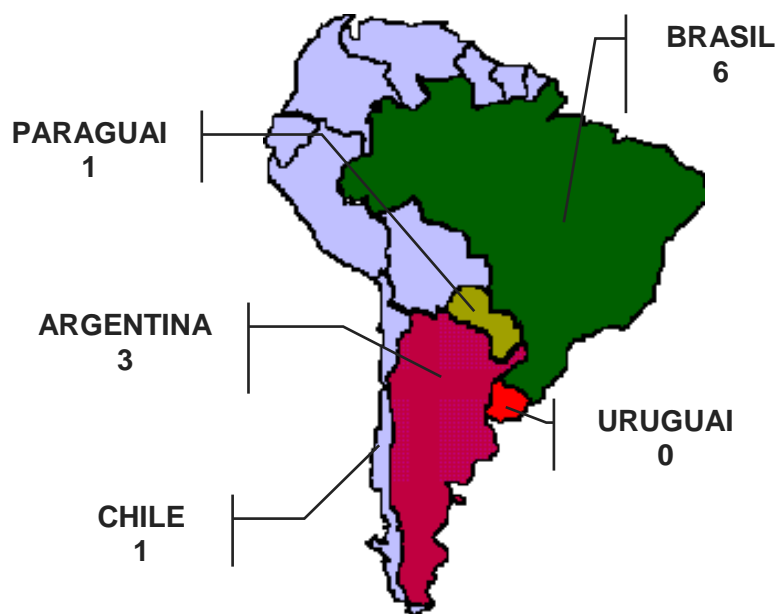 BRASIL
6
PARAGUAI
1
ARGENTINA
3
URUGUAI
0
CHILE
1